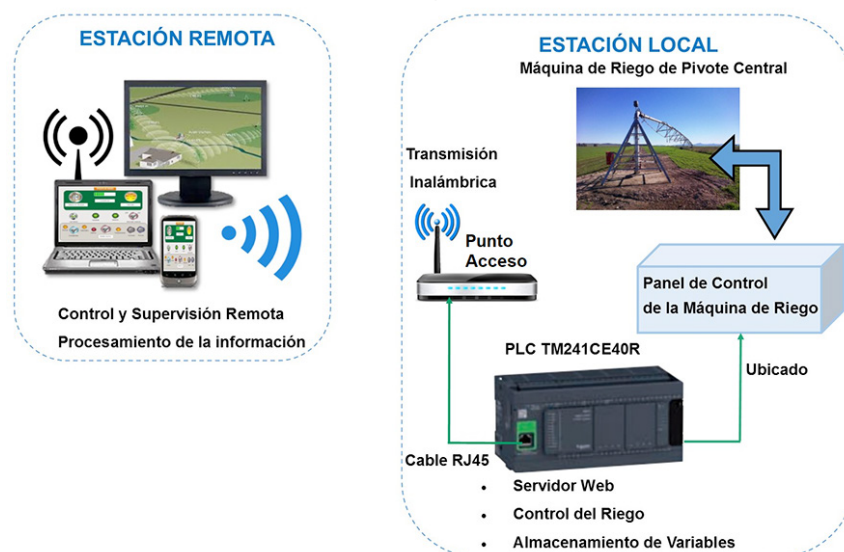 ESTACIÓN REMOTA
Control y Supervisión Remota
Procesamiento de la información
ESTACIÓN LOCAL
Máquina de Riego de Pivote Central
Transmisión
Inalámbrica
Punto
Acceso
Panel de Control
de la Máquina de Riego
PLC TM241CE40R
Ubicado
Cable RJ45
• Servidor Web
• Control del Riego
• Almacenamiento de Variables